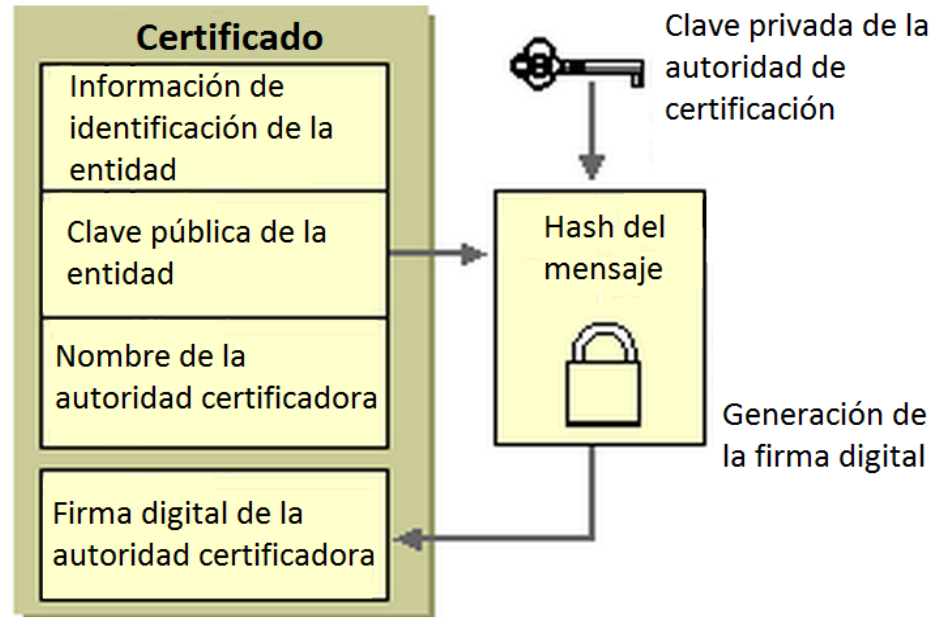 Certificado
Información de
identificación de la
entidad
Clave pública de la
entidad
Nombre de la
autoridad certificadora
Firma digital de la
autoridad certificadora
Clave privada de la
autoridad de
certificación
Hash del
mensaje
Generación de
la firma digital